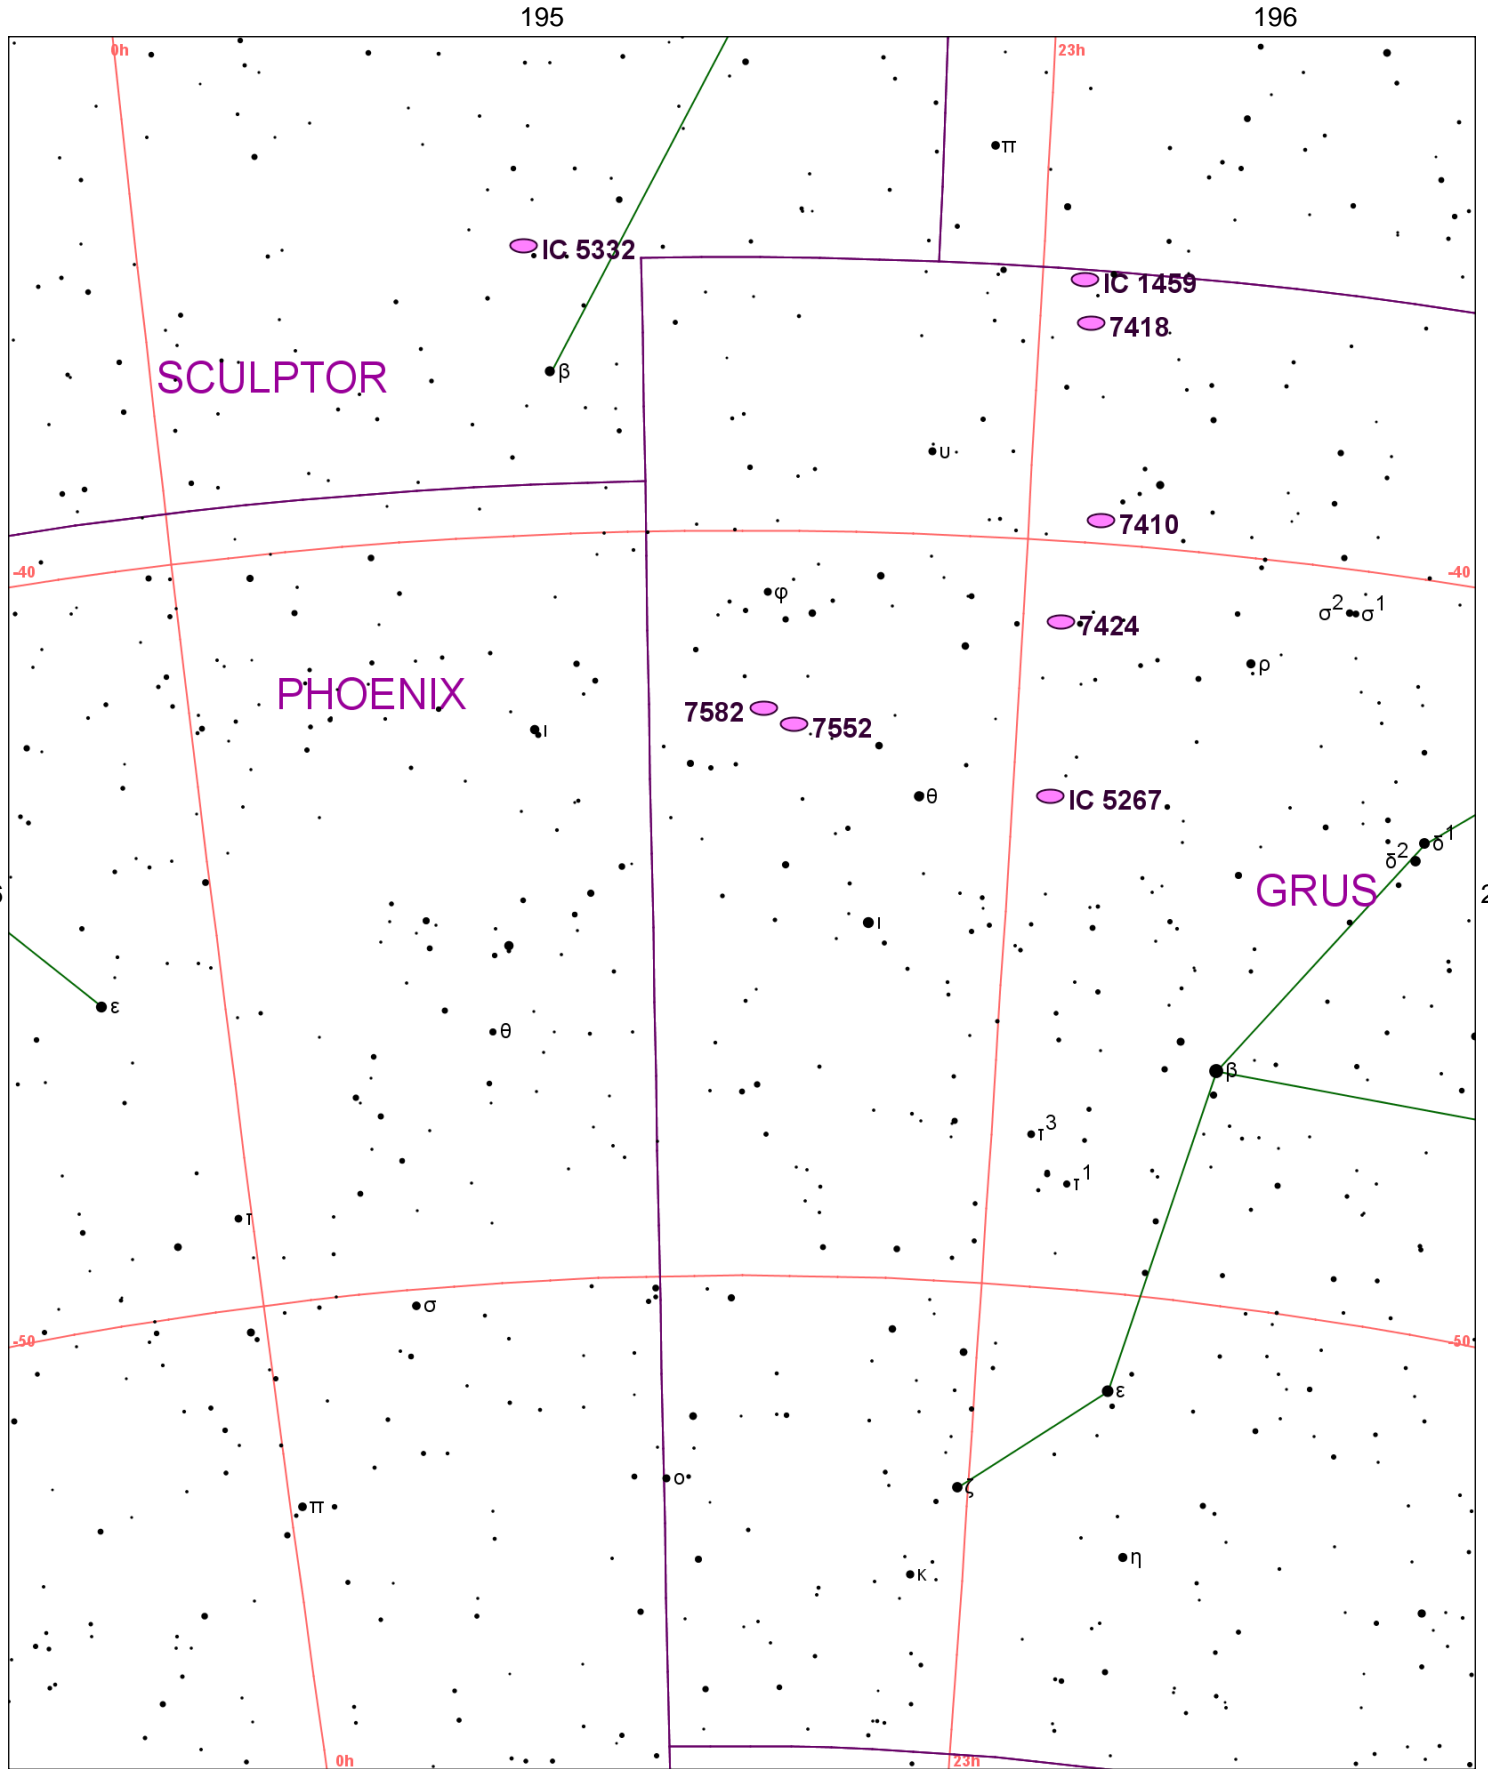 195 196
0h 23h
π
IC 5332
IC 1459
7418
SCULPTOR
β
υ
7410
-40 -40
φ
σ2 σ1
7424
ρ
PHOENIX
7582
7552
ι
θ
IC 5267
δ1
δ2
GRUS
ι
ε
θ
β
τ3
τ1
τ
σ
-50 -50
ε
ο
ζ
π
η
κ
0h 23h